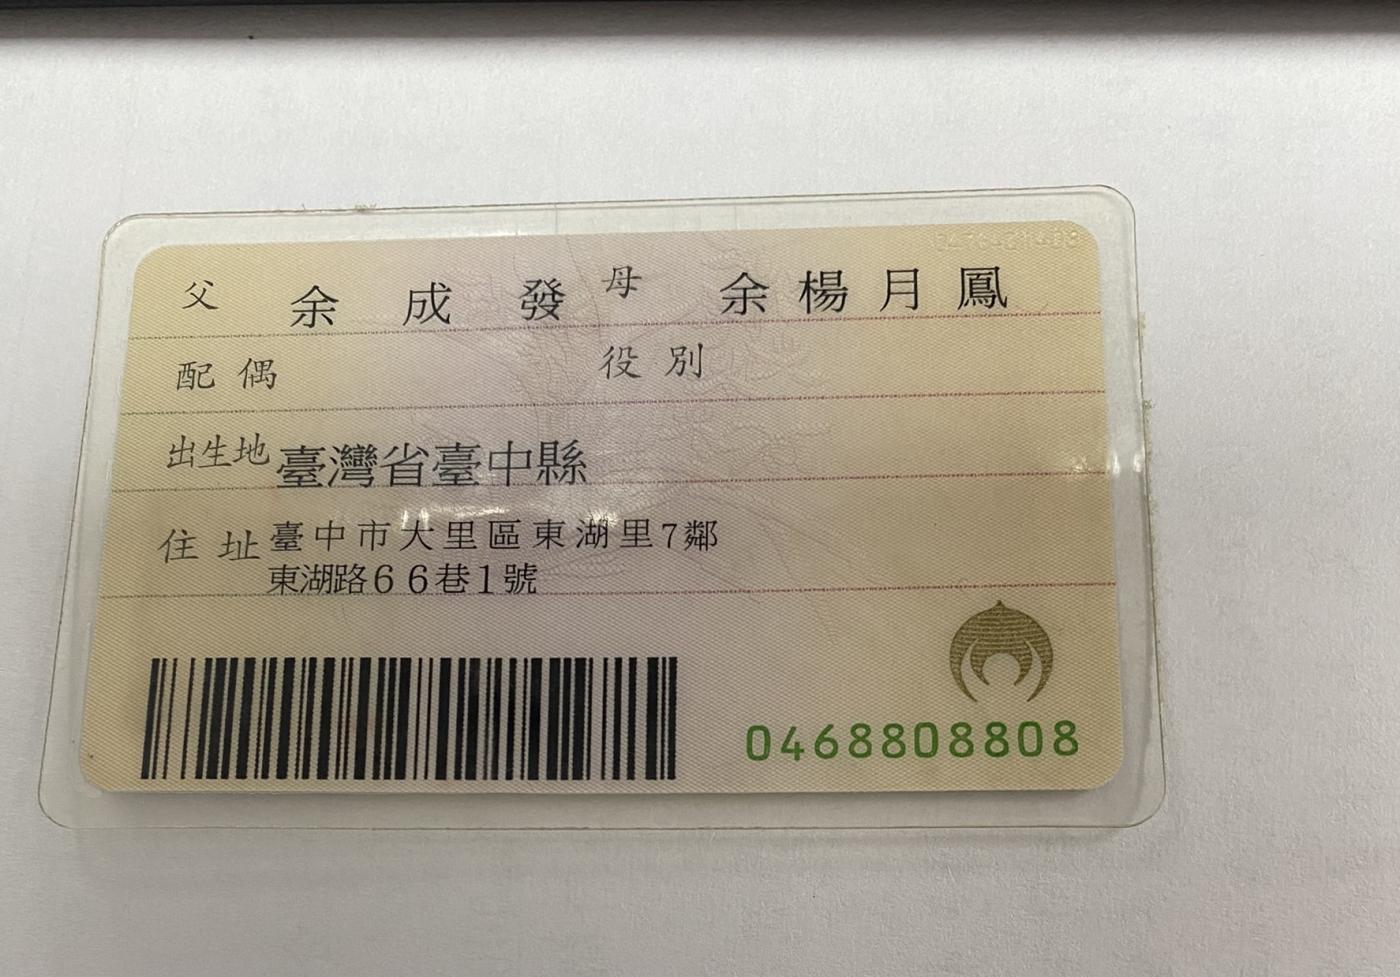 父 余成發 母 余楊月鳳
配偶 役別
出生地 臺灣省臺中縣
住址 臺中市大里區東湖里7鄰
東湖路66巷1號
0468808808